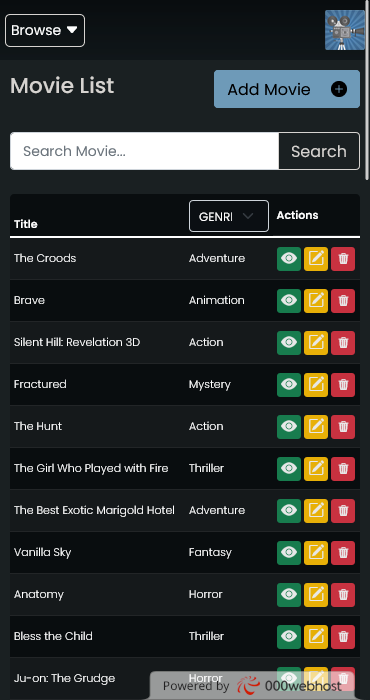 Browse
Movie List
Add Movie
Search Movie...
Search
Title GENRI Actions
The Croods Adventure
Brave Animation
Silent Hill: Revelation 3D Action
Fractured Mystery
The Hunt Action
The Girl Who Played with Fire Thriller
The Best Exotic Marigold Hotel Adventure
Vanilla Sky Fantasy
Anatomy Horror
Bless the Child Thriller
Ju-on: The Grudge Horror
Powered by 000webhost